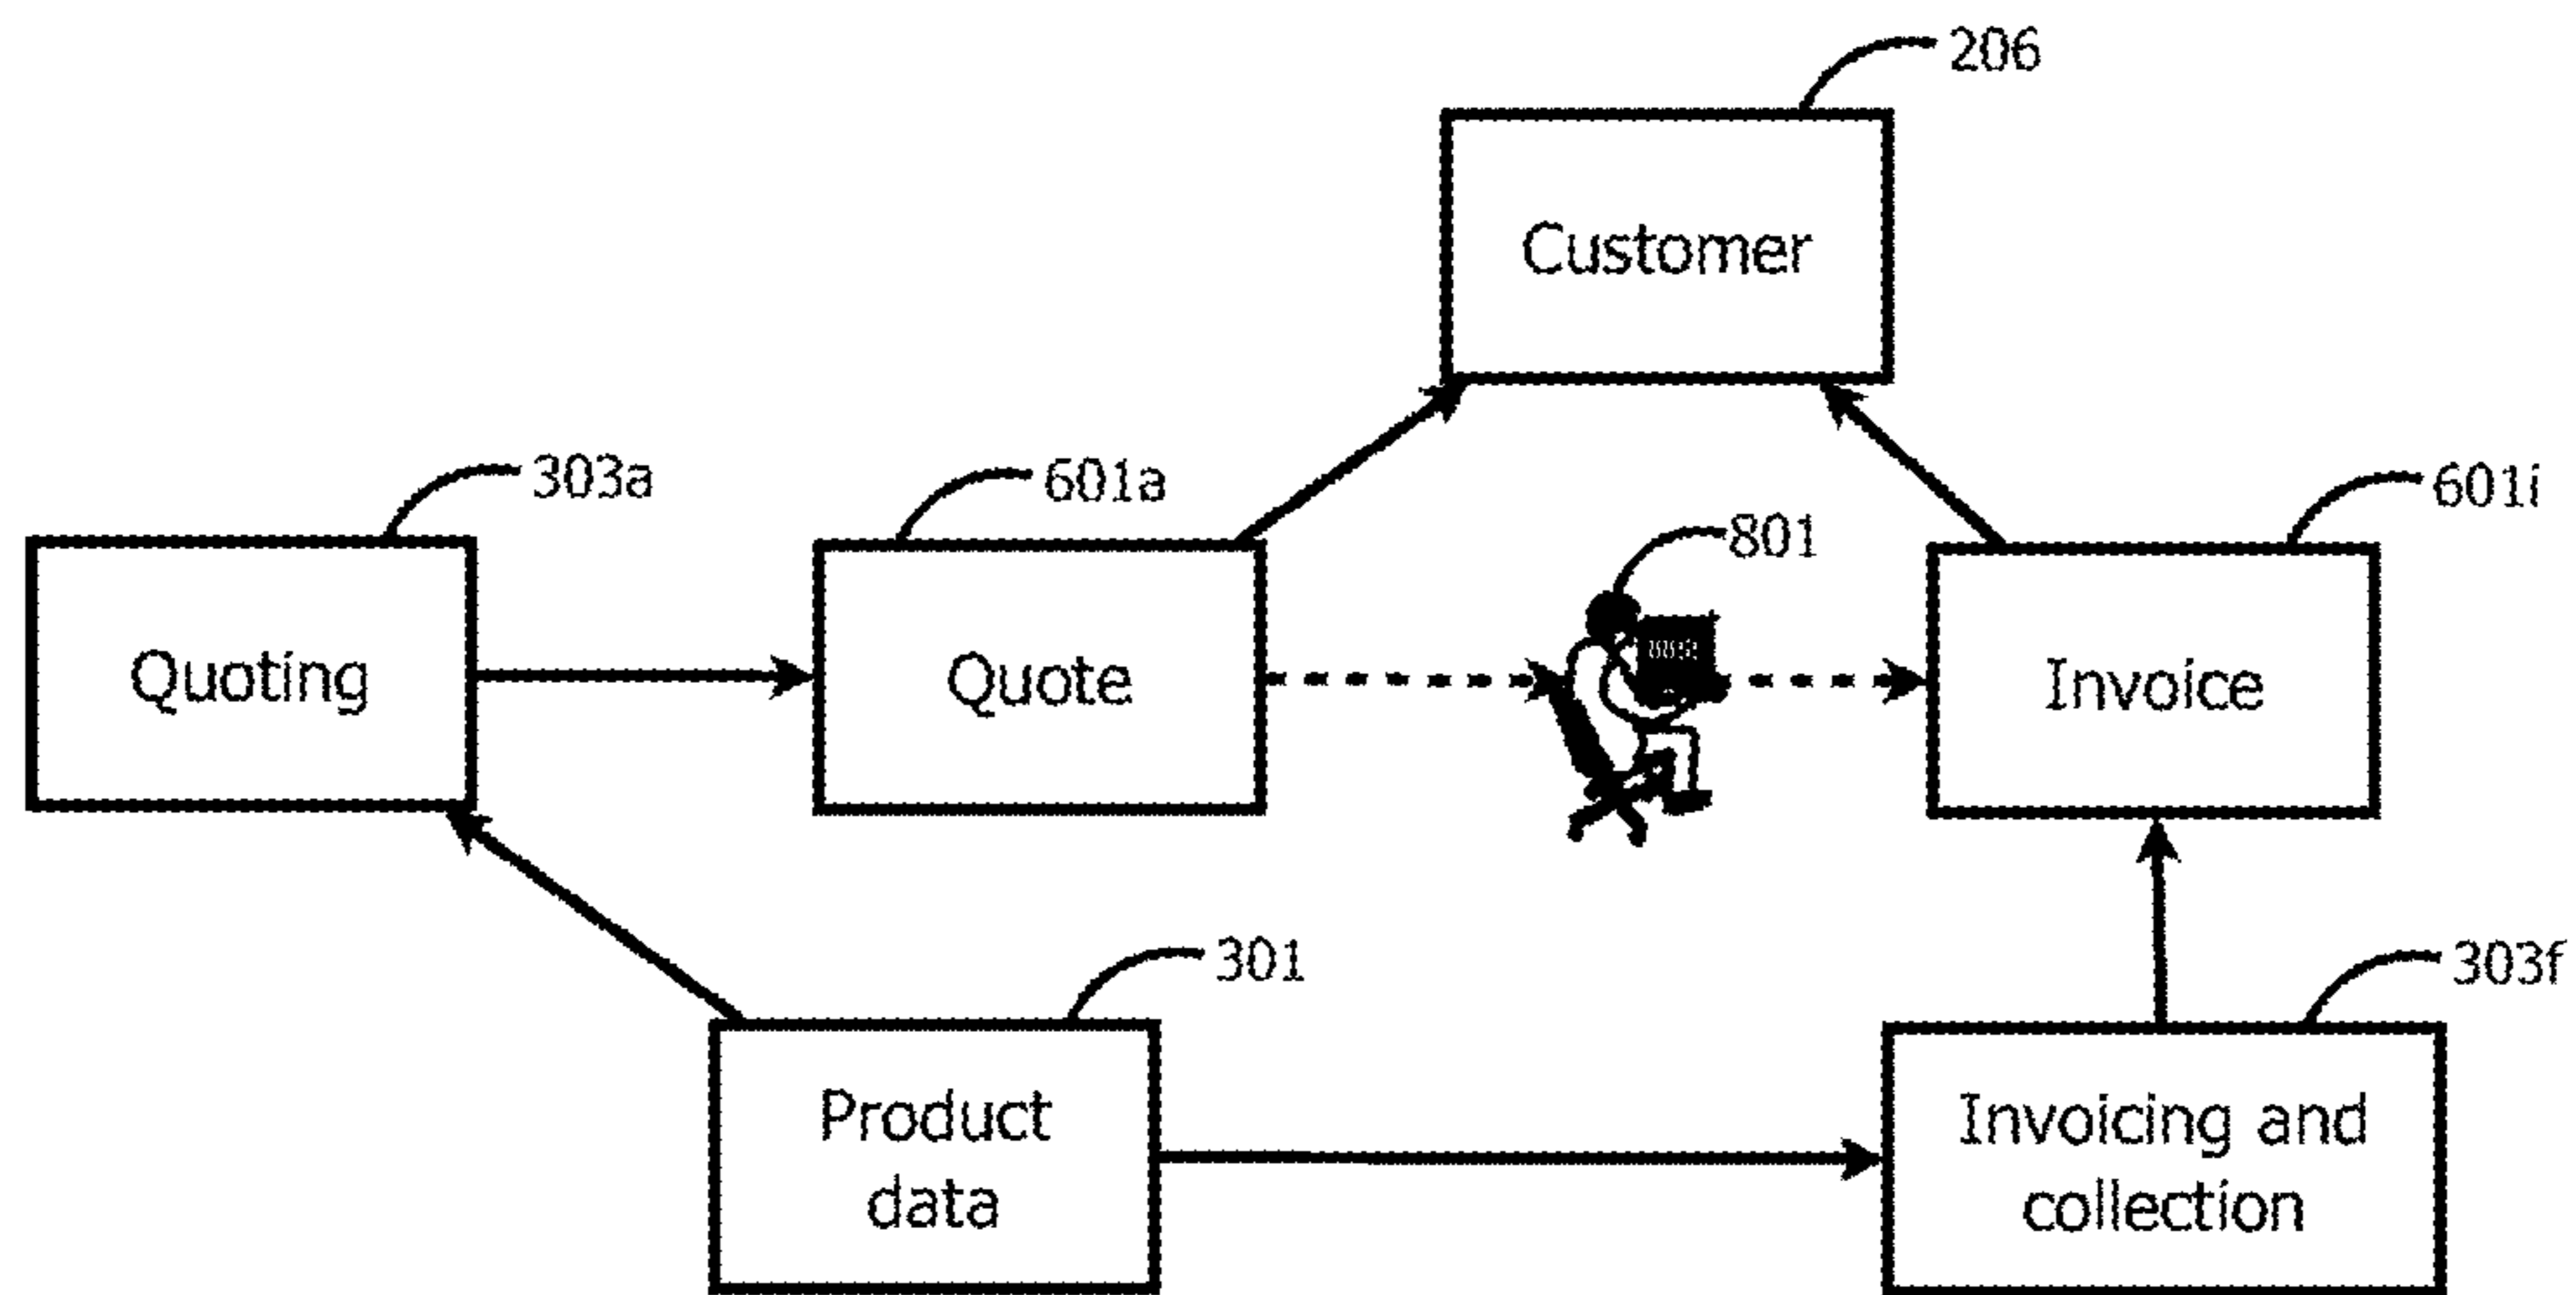 206
Customer
303a
601a
601i
801
Quoting
Quote
Invoice
301
303f
Product
data
Invoicing and
collection